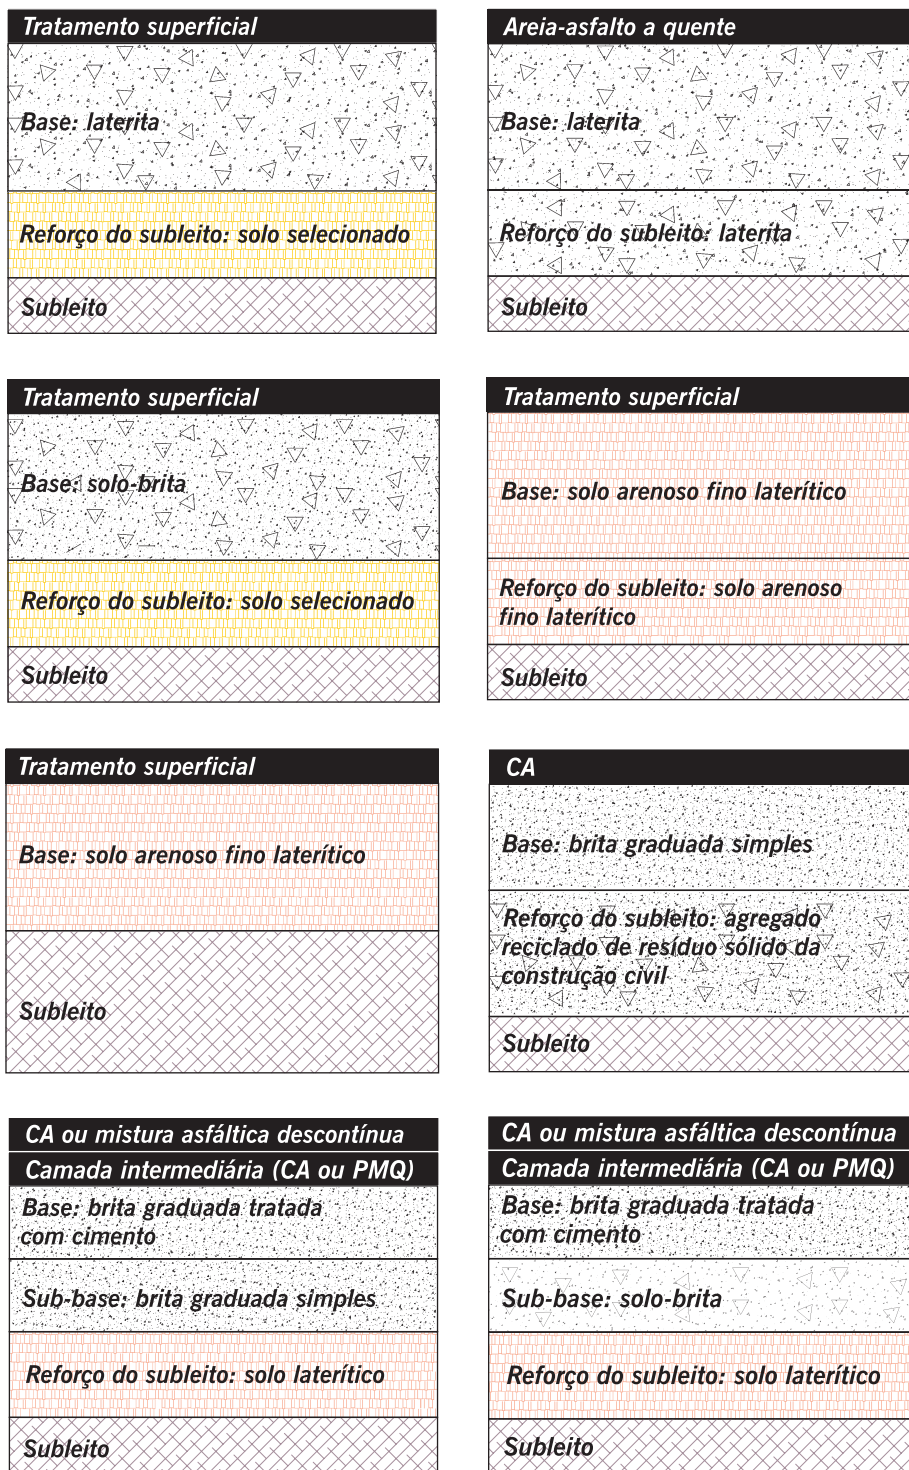 Tratamento superficial
Base: laterita
Reforço do subleito: solo selecionado
Subleito
Areia-asfalto a quente
Base: laterita
Reforço do subleito: laterita
Subleito
Tratamento superficial
Base: solo-brita
Reforço do subleito: solo selecionado
Subleito
Tratamento superficial
Base: solo arenoso fino laterítico
Reforço do subleito: solo arenoso
fino laterítico
Subleito
Tratamento superficial
Base: solo arenoso fino laterítico
Subleito
CA
Base: brita graduada simples
Reforço do subleito: agregado
reciclado de resíduo sólido da
construção civil
Subleito
CA ou mistura asfáltica descontínua
Camada intermediária (CA ou PMQ)
Base: brita graduada tratada
com cimento
Sub-base: brita graduada simples
Reforço do subleito: solo laterítico
Subleito
CA ou mistura asfáltica descontínua
Camada intermediária (CA ou PMQ)
Base: brita graduada tratada
com cimento
Sub-base: solo-brita
Reforço do subleito: solo laterítico
Subleito